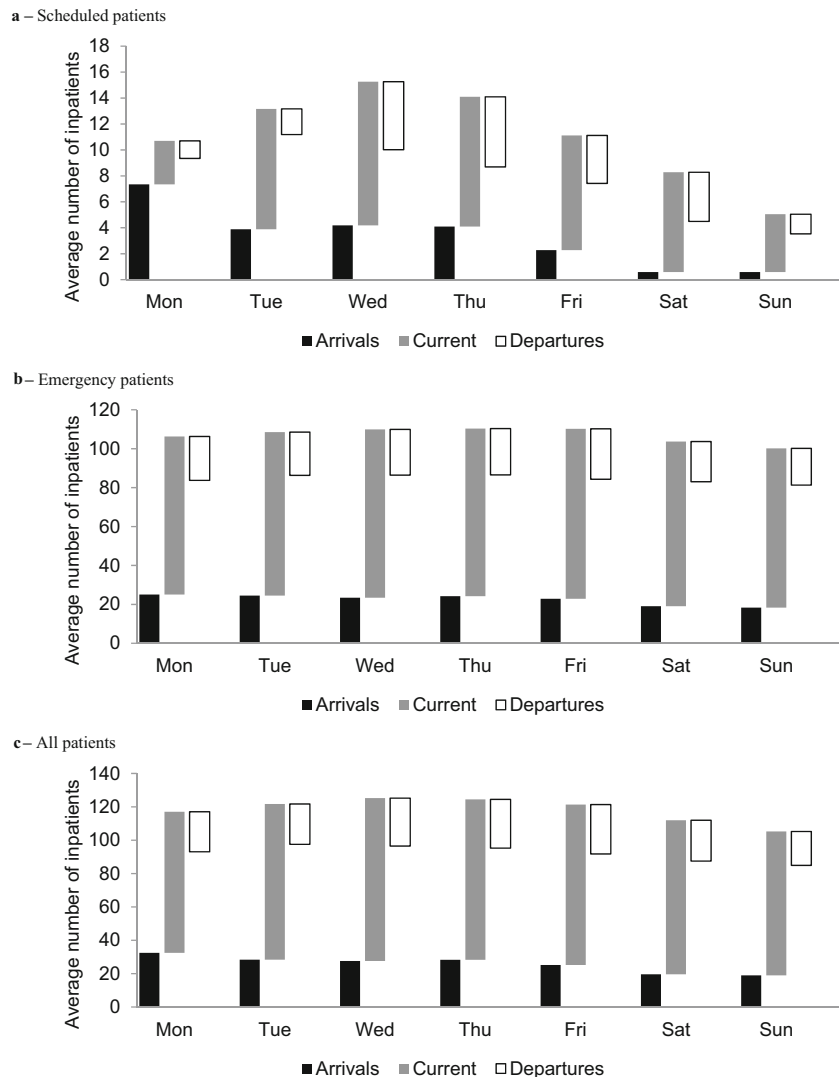 a – Scheduled patients
Average number of inpatients
18
16
14
12
10
8
6
4
2
0
Mon Tue Wed Thu Fri Sat Sun
Arrivals Current Departures
b – Emergency patients
Average number of inpatients
120
100
80
60
40
20
0
Mon Tue Wed Thu Fri Sat Sun
Arrivals Current Departures
c – All patients
Average number of inpatients
140
120
100
80
60
40
20
0
Mon Tue Wed Thu Fri Sat Sun
Arrivals Current Departures